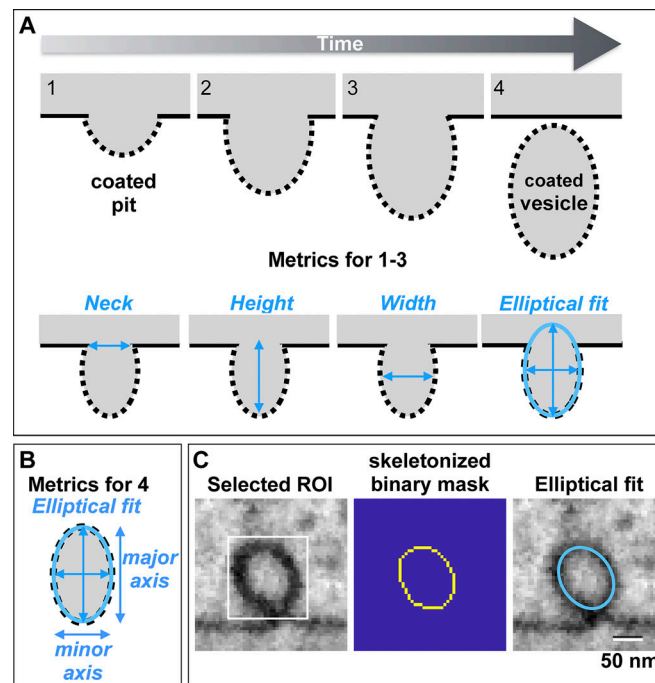 A
Time
1
2
3
4
coated
pit
coated
vesicle
Metrics for 1-3
Neck
Height
Width
Elliptical fit
B
Metrics for 4
Elliptical fit
major
axis
minor
axis
C
Selected ROI
skeletonized
binary mask
Elliptical fit
50 nm